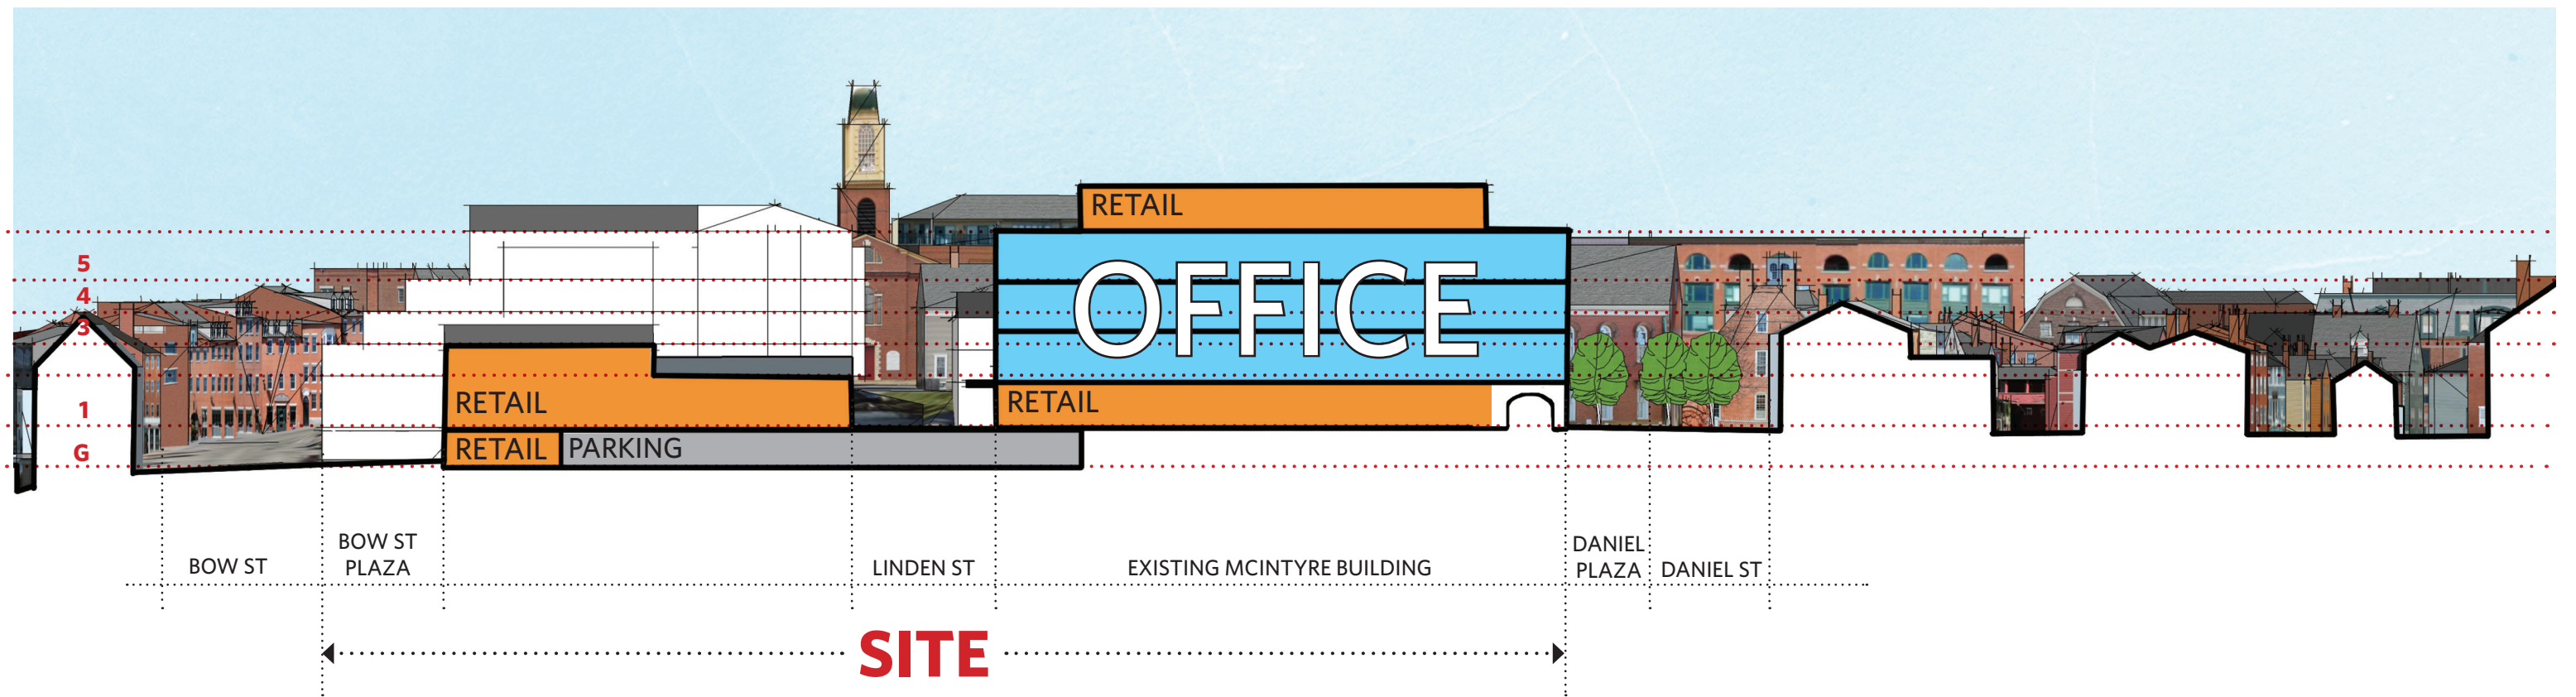 RETAIL
5
4
3
1
G
OFFICE
RETAIL
RETAIL
RETAIL
PARKING
BOW ST
BOW ST
PLAZA
LINDEN ST
EXISTING MCINTYRE BUILDING
DANIEL
PLAZA
DANIEL ST
SITE